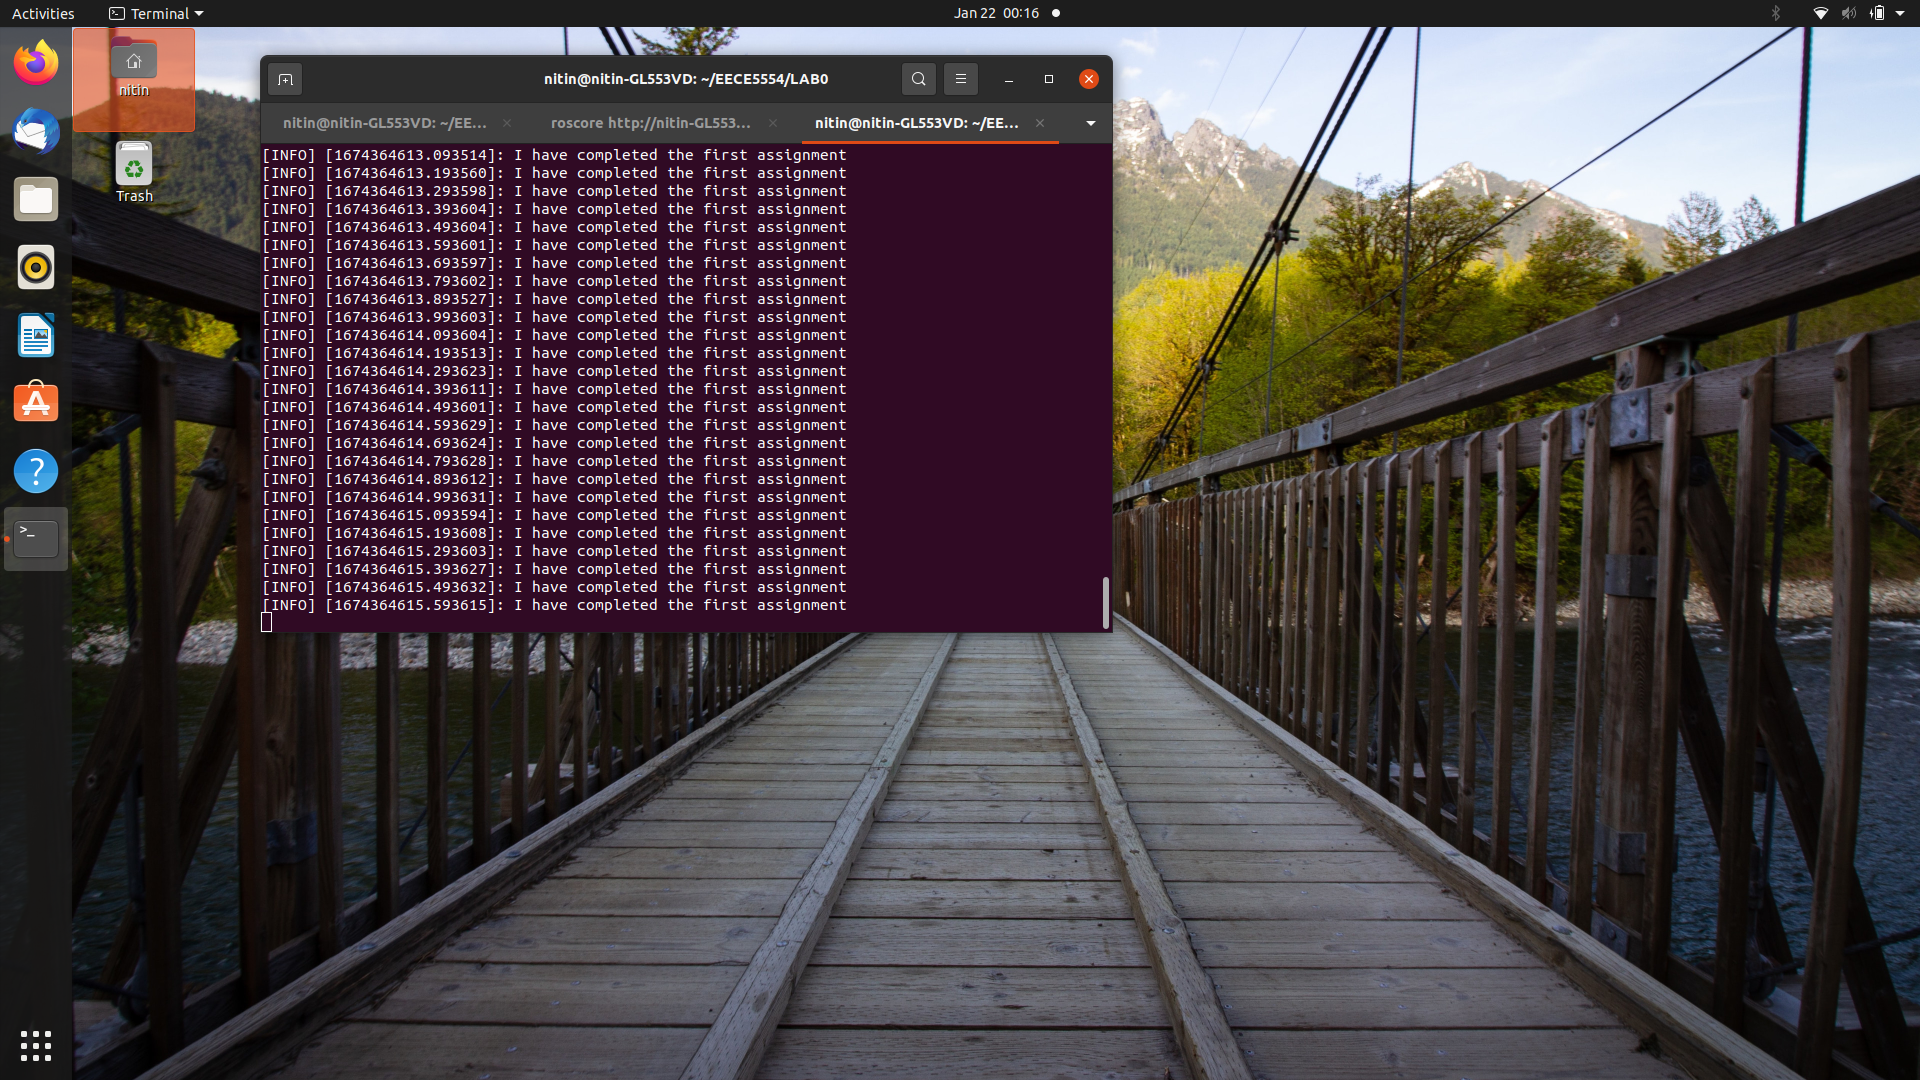 Activities
Terminal
Jan 22 00:16
nitin
Trash
nitin@nitin-GL553VD: ~/EECE5554/LAB0
nitin@nitin-GL553VD: ~/EE...
roscore http://nitin-GL553...
nitin@nitin-GL553VD: ~/EE...
[INFO] [1674364613.093514]: I have completed the first assignment
[INFO] [1674364613.193560]: I have completed the first assignment
[INFO] [1674364613.293598]: I have completed the first assignment
[INFO] [1674364613.393604]: I have completed the first assignment
[INFO] [1674364613.493604]: I have completed the first assignment
[INFO] [1674364613.593601]: I have completed the first assignment
[INFO] [1674364613.693597]: I have completed the first assignment
[INFO] [1674364613.793602]: I have completed the first assignment
[INFO] [1674364613.893527]: I have completed the first assignment
[INFO] [1674364613.993603]: I have completed the first assignment
[INFO] [1674364614.093604]: I have completed the first assignment
[INFO] [1674364614.193513]: I have completed the first assignment
[INFO] [1674364614.293623]: I have completed the first assignment
[INFO] [1674364614.393611]: I have completed the first assignment
[INFO] [1674364614.493601]: I have completed the first assignment
[INFO] [1674364614.593629]: I have completed the first assignment
[INFO] [1674364614.693624]: I have completed the first assignment
[INFO] [1674364614.793628]: I have completed the first assignment
[INFO] [1674364614.893612]: I have completed the first assignment
[INFO] [1674364614.993631]: I have completed the first assignment
[INFO] [1674364615.093594]: I have completed the first assignment
[INFO] [1674364615.193608]: I have completed the first assignment
[INFO] [1674364615.293603]: I have completed the first assignment
[INFO] [1674364615.393627]: I have completed the first assignment
[INFO] [1674364615.493632]: I have completed the first assignment
[INFO] [1674364615.593615]: I have completed the first assignment